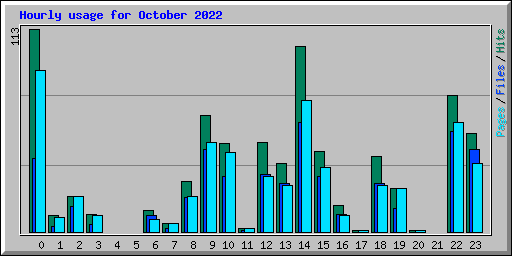 Hourly usage for October 2022
113
Pages / Files / Hits
0 1 2 3 4 5 6 7 8 9 10 11 12 13 14 15 16 17 18 19 20 21 22 23